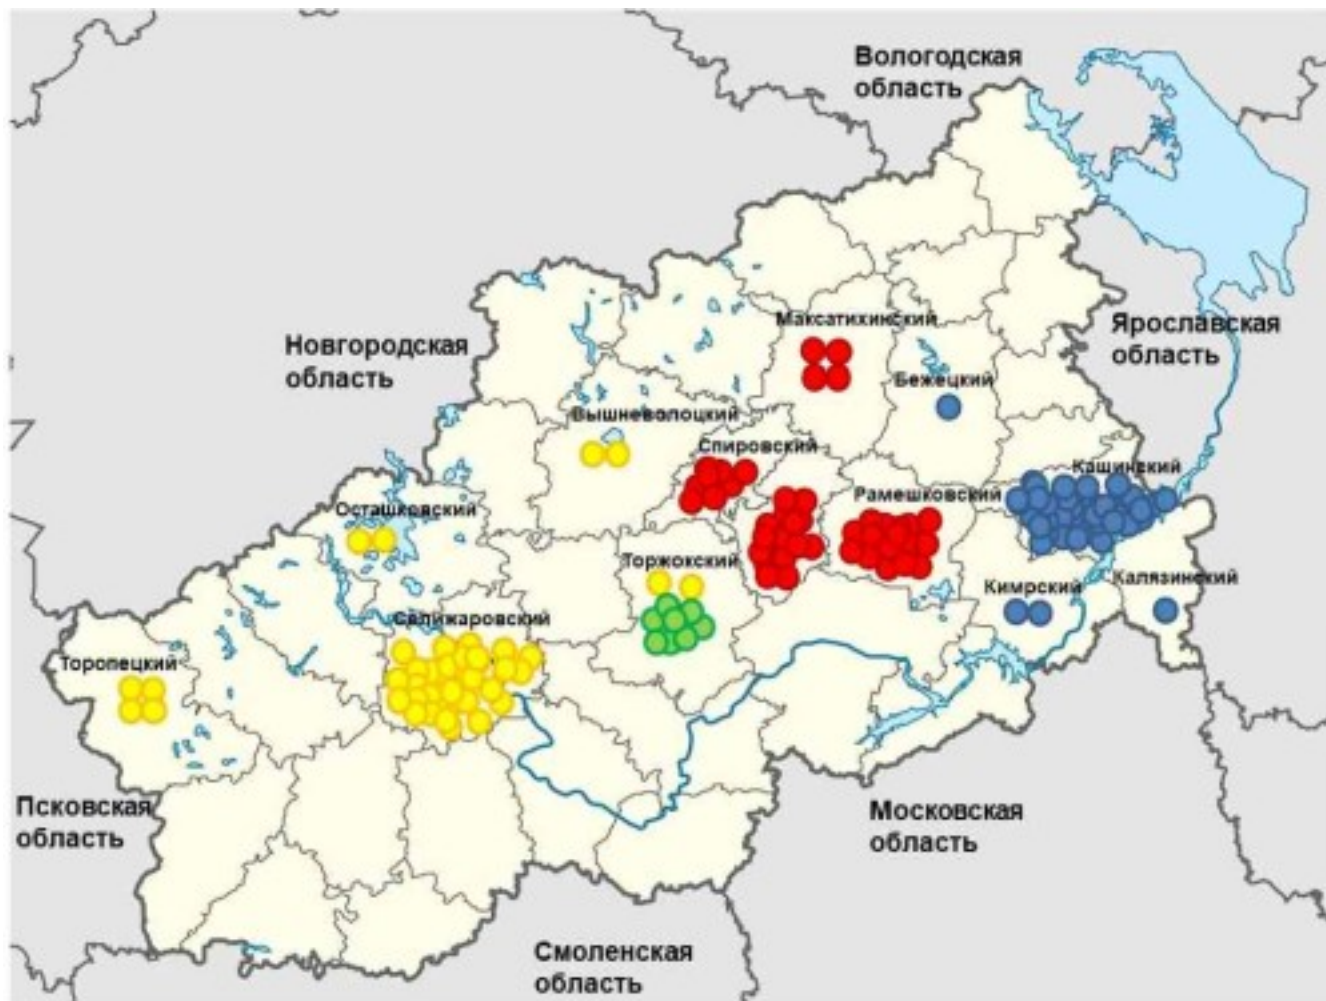 Вологодская
область
Максатихинский
Ярославская
область
Новгородская
область
Бежецкий
Вышневолоцкий
Спировский
Кашинский
Рамешковский
Осташковский
Торжокский
Кимрский
Калязинский
Селижаровский
Торопецкий
Псковская
область
Московская
область
Смоленская
область